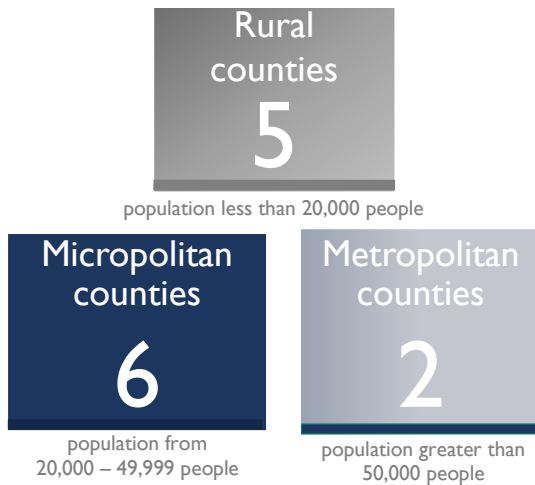 Rural
counties
5
population less than 20,000 people
Micropolitan
counties
6
population from
20,000 – 49,999 people
Metropolitan
counties
2
population greater than
50,000 people